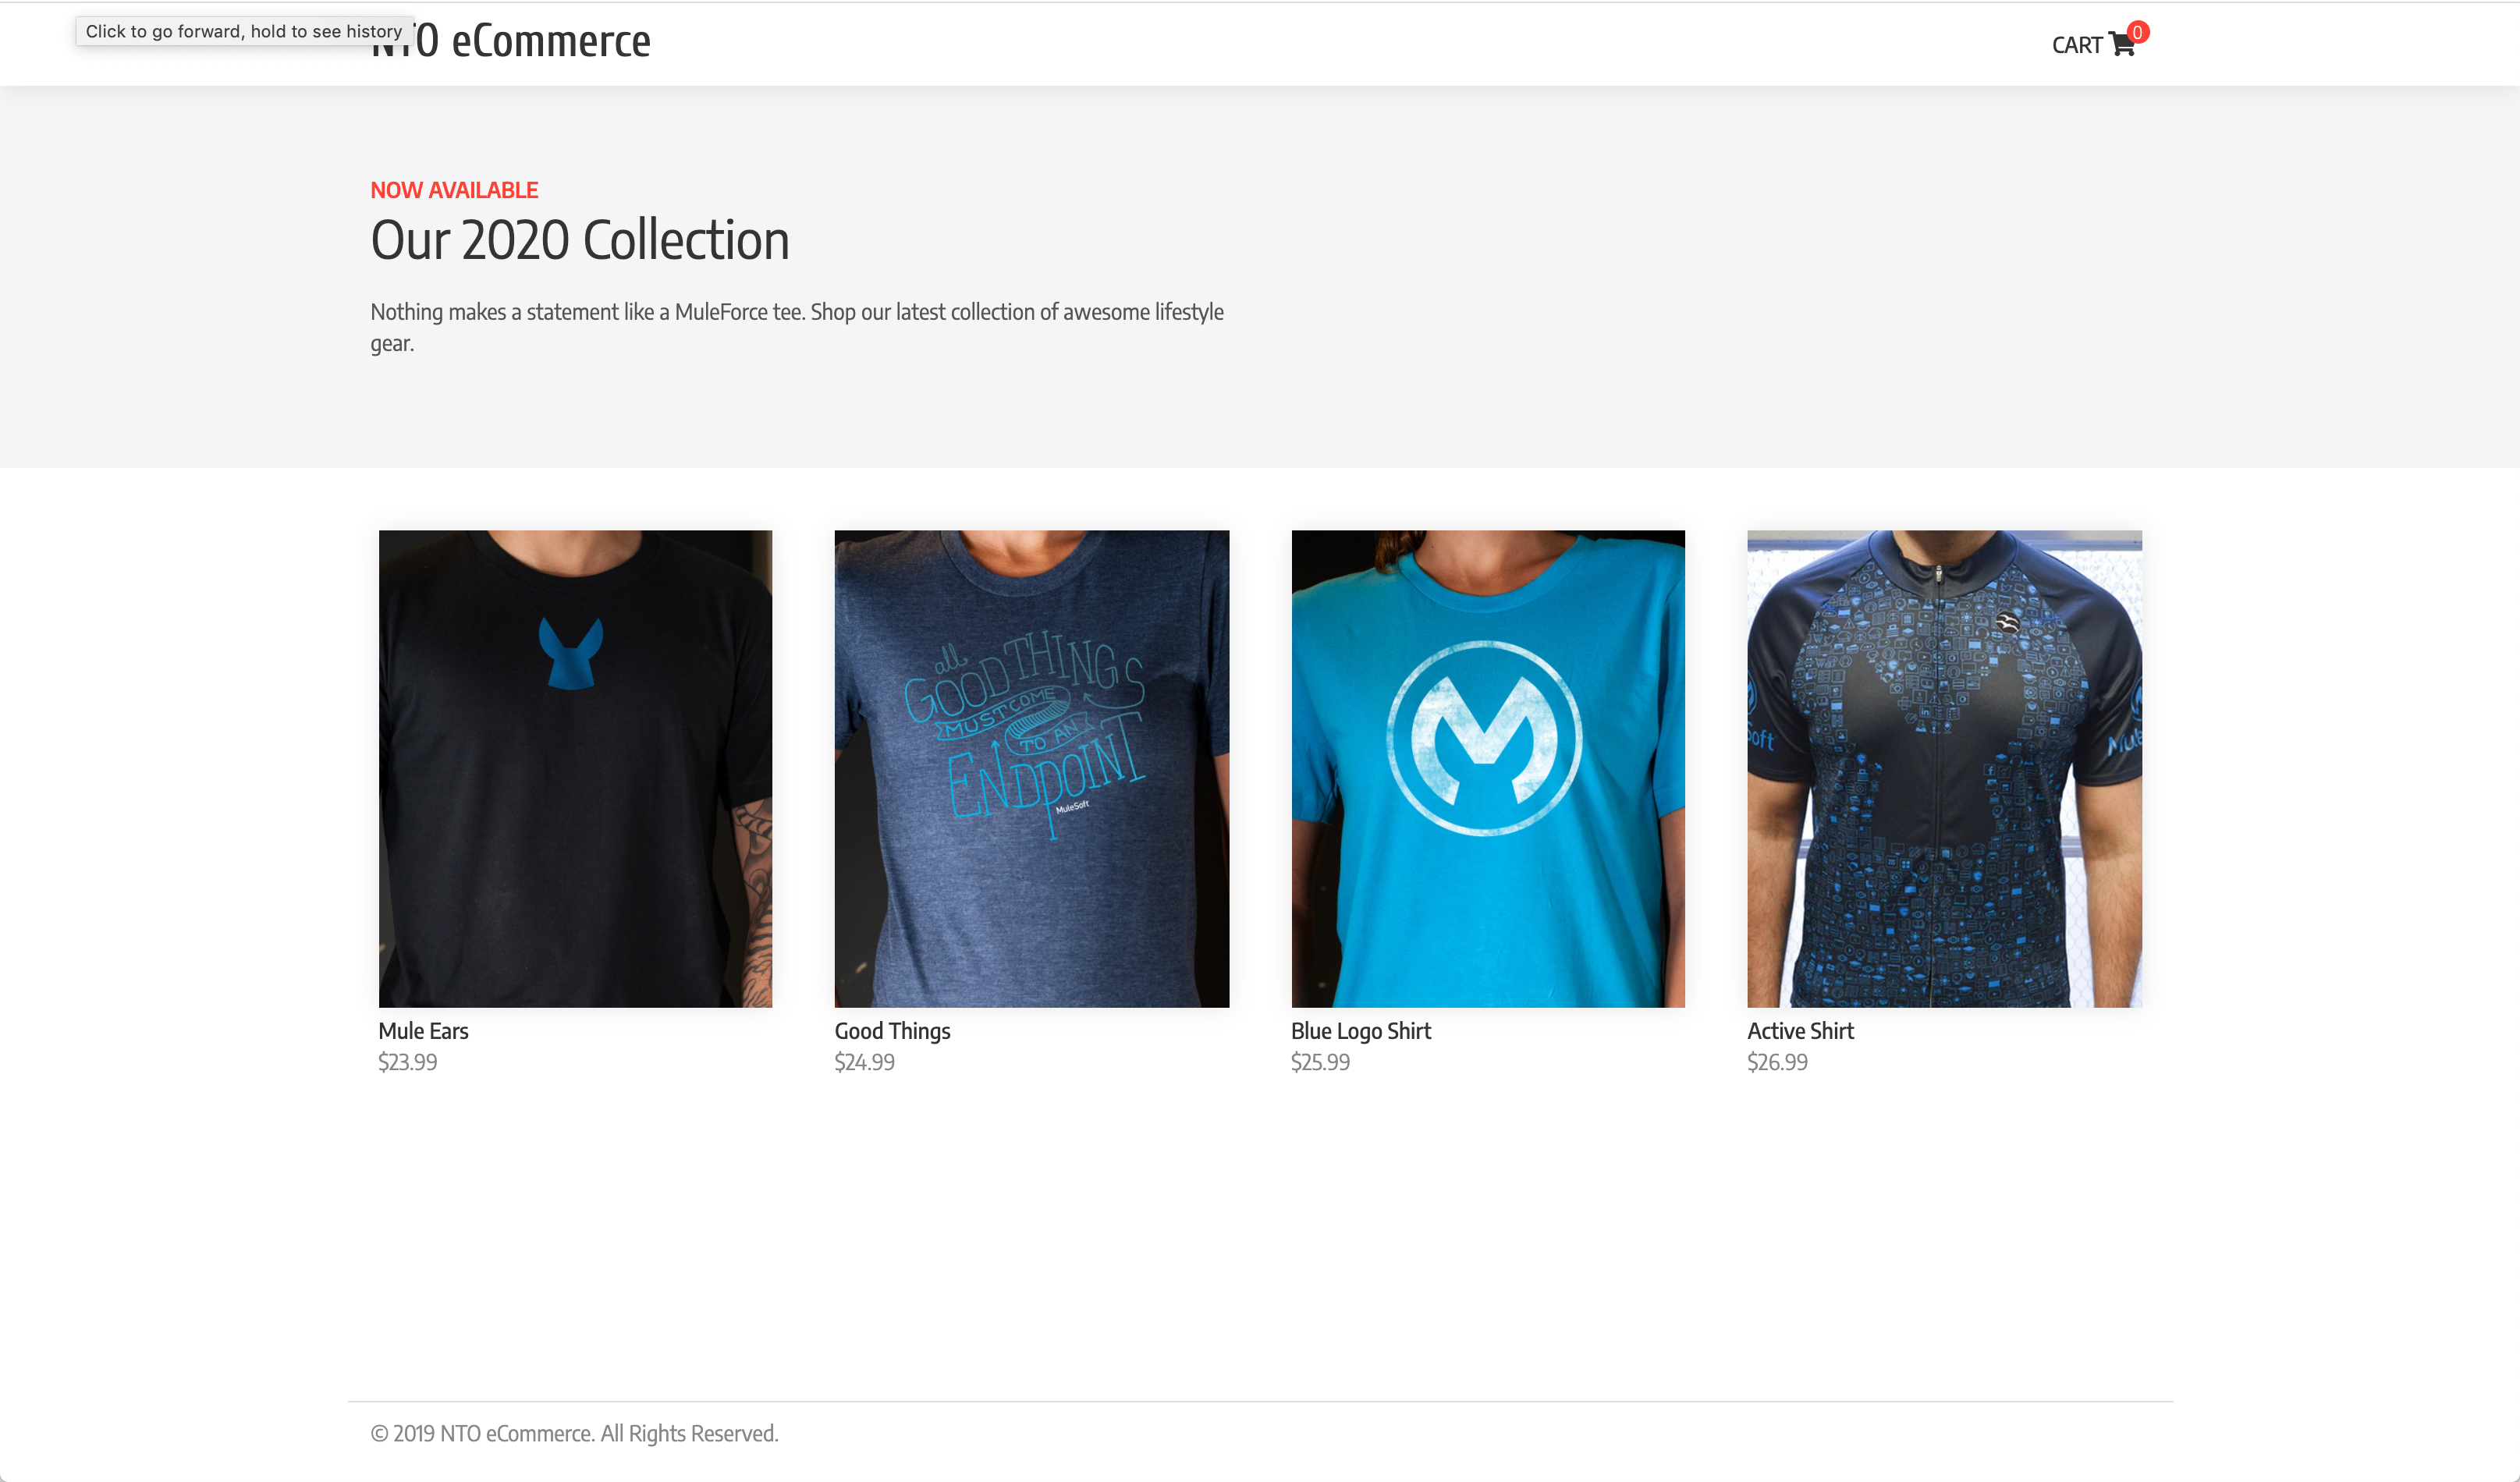 Click to go forward, hold to see history
NTO eCommerce
CART 0
NOW AVAILABLE
Our 2020 Collection
Nothing makes a statement like a MuleForce tee. Shop our latest collection of awesome lifestyle
gear.
all
GOOD THINGS
MUST COME
TO AN
ENDPOINT
MuleSoft
M
oft
Mule
Mule Ears
$23.99
Good Things
$24.99
Blue Logo Shirt
$25.99
Active Shirt
$26.99
© 2019 NTO eCommerce. All Rights Reserved.